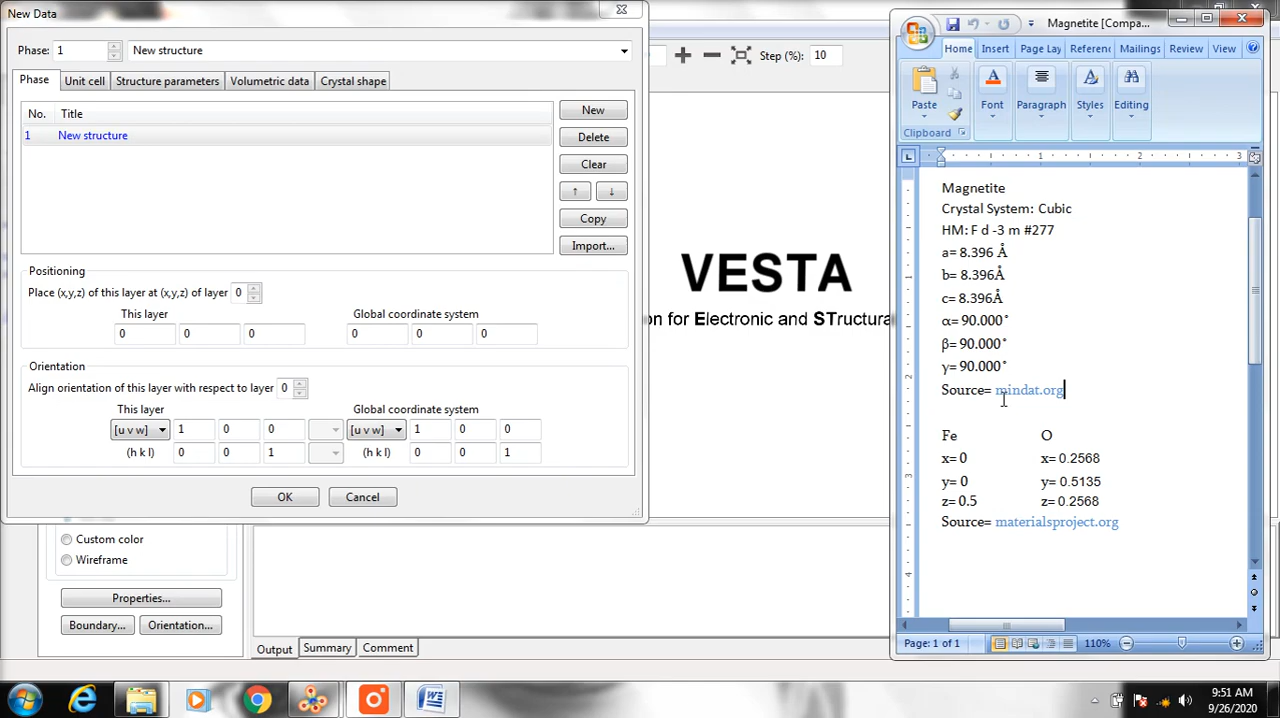 New Data
Phase: 1 New structure
Phase Unit cell Structure parameters Volumetric data Crystal shape
No. Title
1 New structure
New
Delete
Clear
↑ ↓
Copy
Import...
Positioning
Place (x,y,z) of this layer at (x,y,z) of layer 0
This layer Global coordinate system
0 0 0 0 0 0
Orientation
Align orientation of this layer with respect to layer 0
This layer Global coordinate system
[u v w] 1 0 0 [u v w] 1 0 0
(h k l) 0 0 1 (h k l) 0 0 1
OK Cancel
Step (%): 10
VESTA
on for Electronic and STructura
Custom color
Wireframe
Properties...
Boundary... Orientation...
Output Summary Comment
Magnetite [Compa...
Home Insert Page Lay Referenc Mailings Review View
Paste Font Paragraph Styles Editing
Clipboard
1 3
Magnetite
Crystal System: Cubic
HM: F d -3 m #277
a= 8.396 Å
b= 8.396Å
c= 8.396Å
α= 90.000°
β= 90.000°
γ= 90.000°
Source= mindat.org
Fe O
x= 0 x= 0.2568
y= 0 y= 0.5135
z= 0.5 z= 0.2568
Source= materialsproject.org
Page: 1 of 1 110%
9:51 AM
9/26/2020